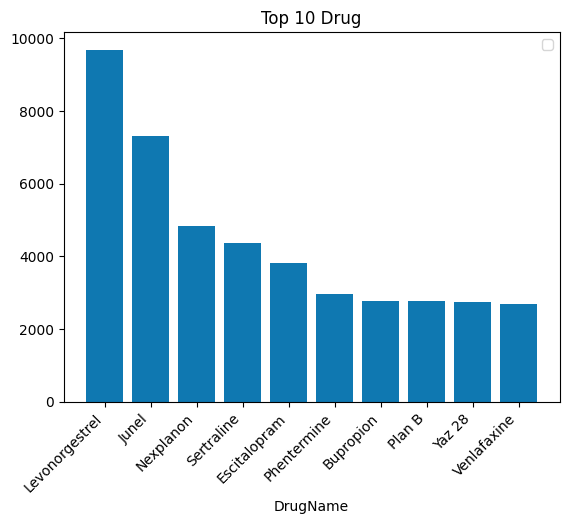 Top 10 Drug
10000
8000
6000
4000
2000
0
Levonorgestrel
Junel
Nexplanon
Sertraline
Escitalopram
Phentermine
Bupropion
Plan B
Yaz 28
Venlafaxine
DrugName